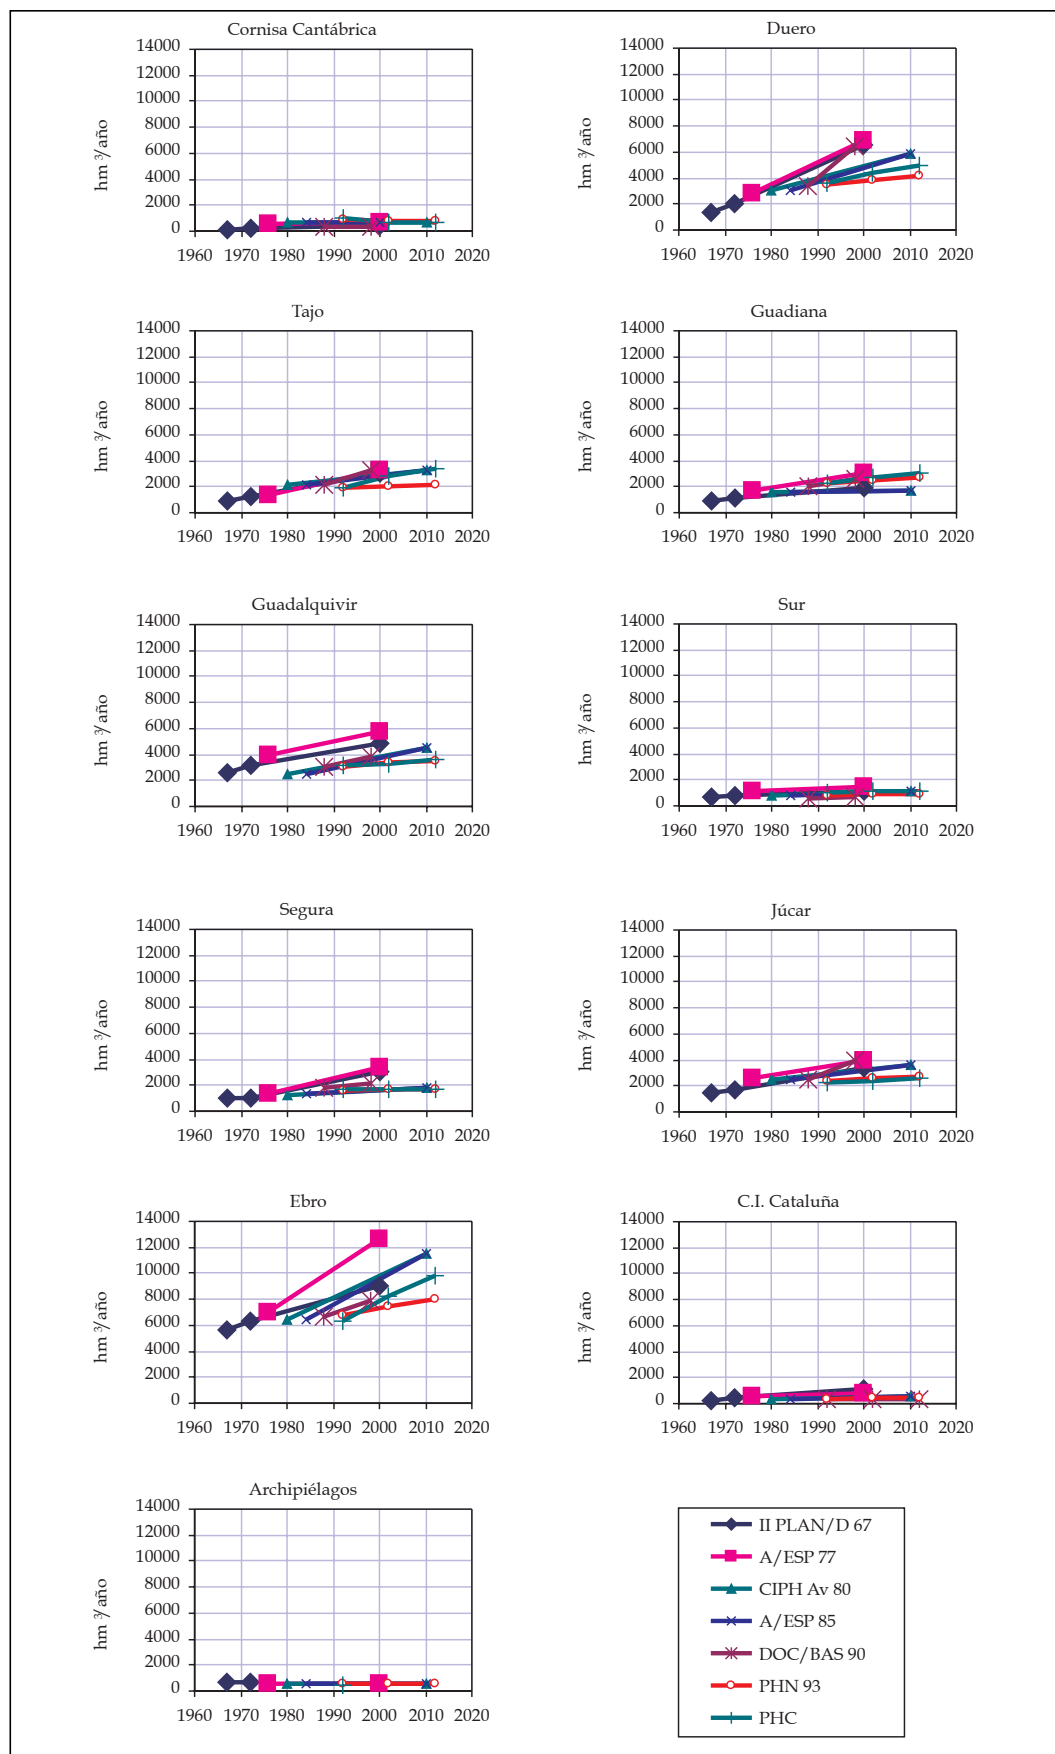 Cornisa Cantábrica
14000
12000
10000
8000
6000
4000
2000
0
hm ³/año
1960 1970 1980 1990 2000 2010 2020
Duero
14000
12000
10000
8000
6000
4000
2000
0
hm ³/año
1960 1970 1980 1990 2000 2010 2020
Tajo
14000
12000
10000
8000
6000
4000
2000
0
hm ³/año
1960 1970 1980 1990 2000 2010 2020
Guadiana
14000
12000
10000
8000
6000
4000
2000
0
hm ³/año
1960 1970 1980 1990 2000 2010 2020
Guadalquivir
14000
12000
10000
8000
6000
4000
2000
0
hm ³/año
1960 1970 1980 1990 2000 2010 2020
Sur
14000
12000
10000
8000
6000
4000
2000
0
hm ³/año
1960 1970 1980 1990 2000 2010 2020
Segura
14000
12000
10000
8000
6000
4000
2000
0
hm ³/año
1960 1970 1980 1990 2000 2010 2020
Júcar
14000
12000
10000
8000
6000
4000
2000
0
hm ³/año
1960 1970 1980 1990 2000 2010 2020
Ebro
14000
12000
10000
8000
6000
4000
2000
0
hm ³/año
1960 1970 1980 1990 2000 2010 2020
C.I. Cataluña
14000
12000
10000
8000
6000
4000
2000
0
hm ³/año
1960 1970 1980 1990 2000 2010 2020
Archipiélagos
14000
12000
10000
8000
6000
4000
2000
0
hm ³/año
1960 1970 1980 1990 2000 2010 2020
II PLAN/D 67
A/ESP 77
CIPH Av 80
A/ESP 85
DOC/BAS 90
PHN 93
PHC